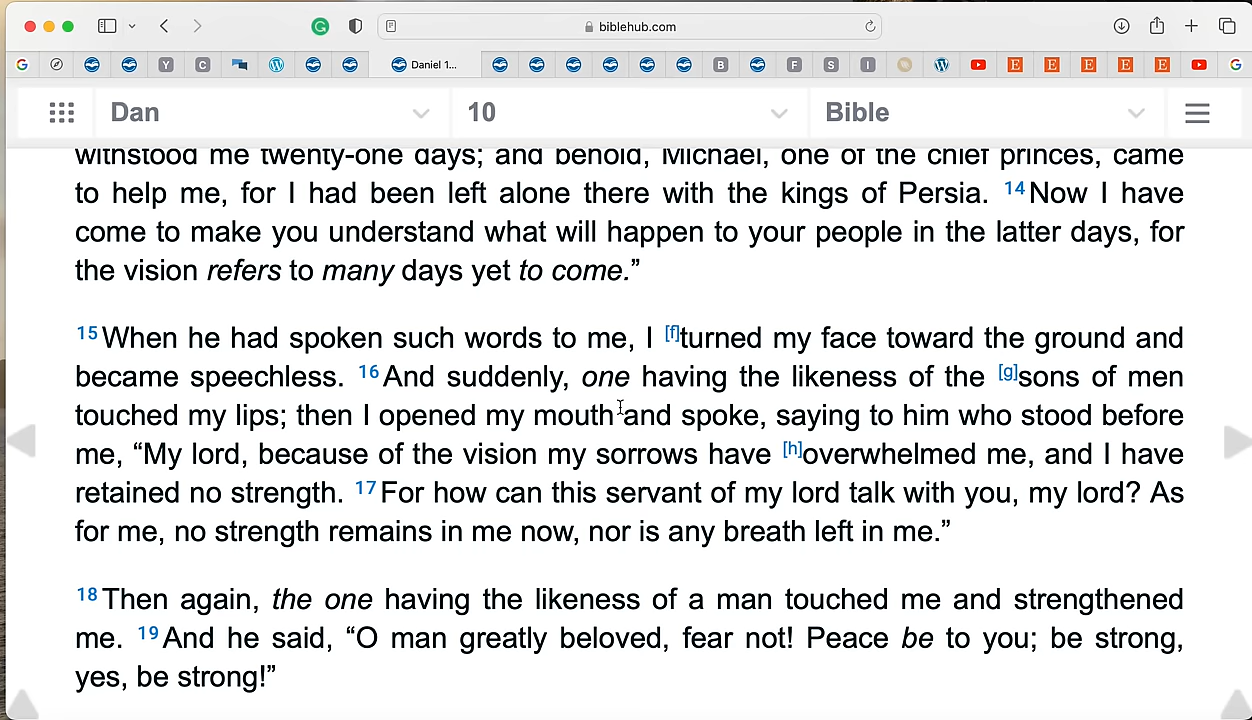 biblehub.com
Daniel 1...
Dan 10 Bible
withstood me twenty-one days; and behold, Michael, one of the chief princes, came
to help me, for I had been left alone there with the kings of Persia. 14 Now I have
come to make you understand what will happen to your people in the latter days, for
the vision refers to many days yet to come.”
15 When he had spoken such words to me, I [f]turned my face toward the ground and
became speechless. 16 And suddenly, one having the likeness of the [g]sons of men
touched my lips; then I opened my mouth and spoke, saying to him who stood before
me, “My lord, because of the vision my sorrows have [h]overwhelmed me, and I have
retained no strength. 17 For how can this servant of my lord talk with you, my lord? As
for me, no strength remains in me now, nor is any breath left in me.”
18 Then again, the one having the likeness of a man touched me and strengthened
me. 19 And he said, “O man greatly beloved, fear not! Peace be to you; be strong,
yes, be strong!”